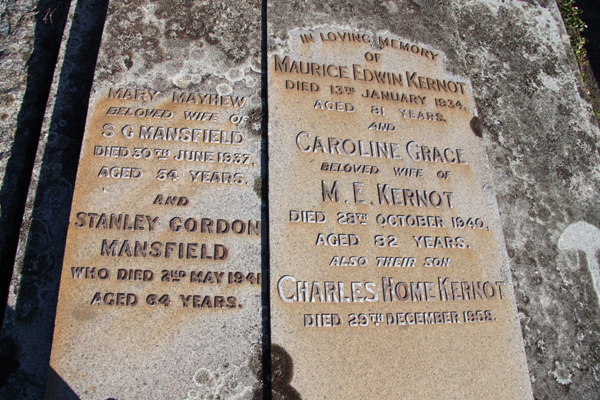 MARY MAYHEW
BELOVED WIFE OF
S G MANSFIELD
DIED 30TH JUNE 1937,
AGED 54 YEARS.
AND
STANLEY GORDON
MANSFIELD
WHO DIED 2ND MAY 1941
AGED 64 YEARS.
IN LOVING MEMORY
OF
MAURICE EDWIN KERNOT
DIED 13TH JANUARY 1934,
AGED 81 YEARS.
AND
CAROLINE GRACE
BELOVED WIFE OF
M. E. KERNOT
DIED 28TH OCTOBER 1940,
AGED 82 YEARS.
ALSO THEIR SON
CHARLES HOME KERNOT
DIED 29TH DECEMBER 1958.